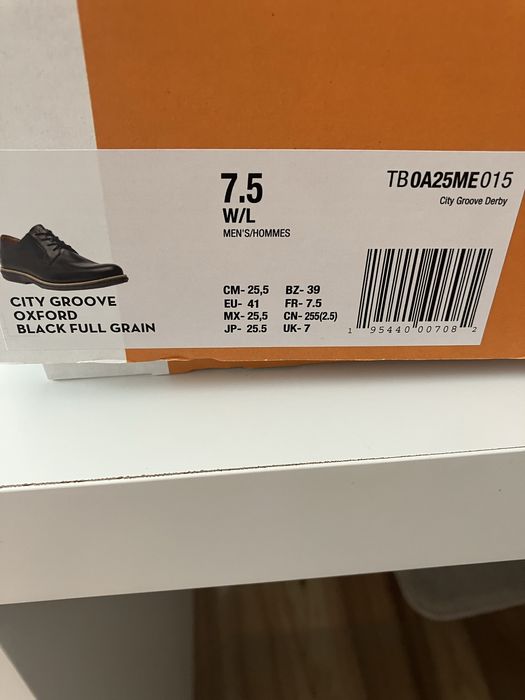 7.5
W/L
MEN'S/HOMMES
TB0A25ME015
City Groove Derby
CITY GROOVE
OXFORD
BLACK FULL GRAIN
CM- 25,5 BZ- 39
EU- 41 FR- 7.5
MX- 25,5 CN- 255(2.5)
JP- 25.5 UK- 7
1 95440 00708 2